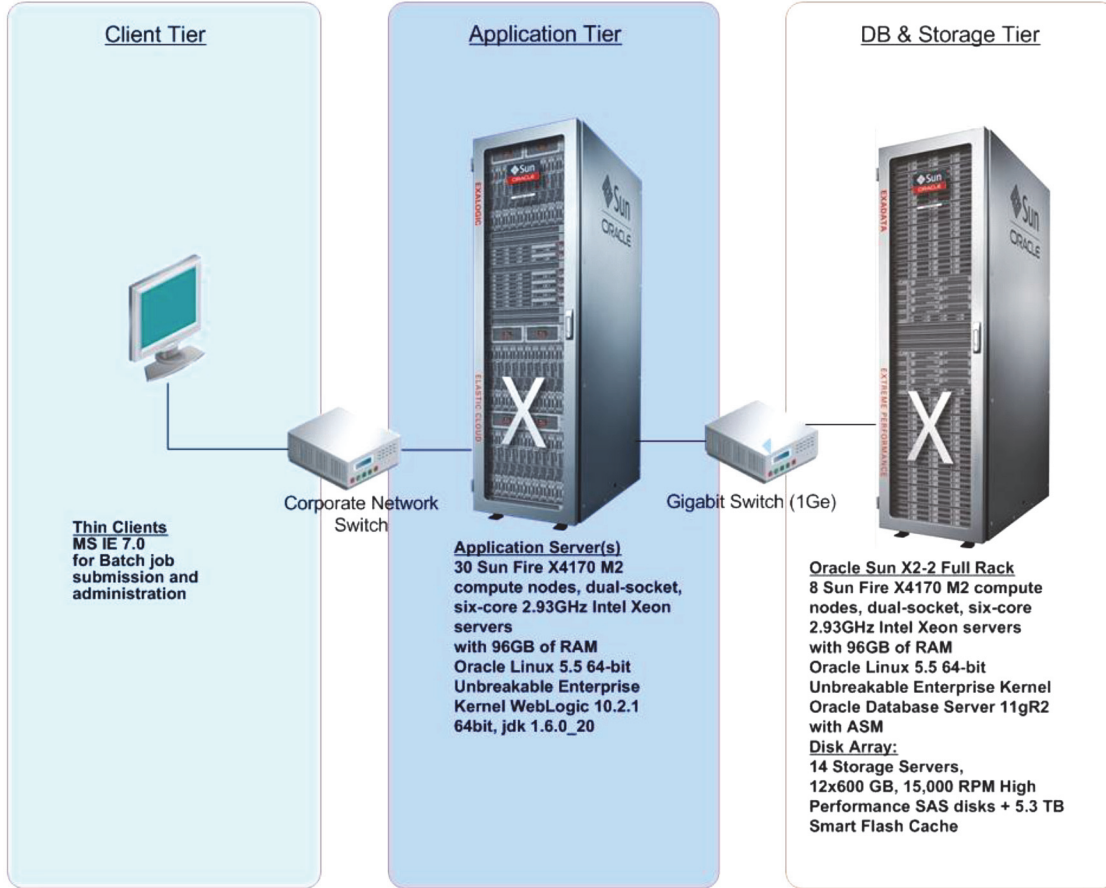 Client Tier
Application Tier
DB & Storage Tier
Sun
ORACLE
EXALOGIC
Sun
ORACLE
ELASTIC CLOUD
X
Sun
ORACLE
EXADATA
Sun
ORACLE
EXTREME PERFORMANCE
X
Corporate Network
Switch
Gigabit Switch (1Ge)
Thin Clients
MS IE 7.0
for Batch job
submission and
administration
Application Server(s)
30 Sun Fire X4170 M2
compute nodes, dual-socket,
six-core 2.93GHz Intel Xeon
servers
with 96GB of RAM
Oracle Linux 5.5 64-bit
Unbreakable Enterprise
Kernel WebLogic 10.2.1
64bit, jdk 1.6.0_20
Oracle Sun X2-2 Full Rack
8 Sun Fire X4170 M2 compute
nodes, dual-socket, six-core
2.93GHz Intel Xeon servers
with 96GB of RAM
Oracle Linux 5.5 64-bit
Unbreakable Enterprise Kernel
Oracle Database Server 11gR2
with ASM
Disk Array:
14 Storage Servers,
12x600 GB, 15,000 RPM High
Performance SAS disks + 5.3 TB
Smart Flash Cache